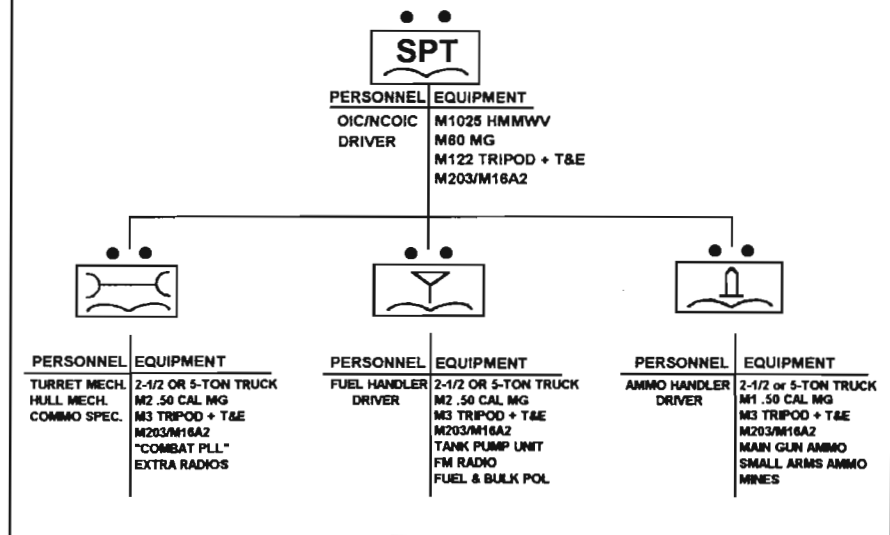 SPT
PERSONNEL EQUIPMENT
OIC/NCOIC M1025 HMMWV
DRIVER M60 MG
M122 TRIPOD + T&E
M203/M16A2
PERSONNEL EQUIPMENT
TURRET MECH. 2-1/2 OR 5-TON TRUCK
HULL MECH. M2 .50 CAL MG
COMMO SPEC. M3 TRIPOD + T&E
M203/M16A2
"COMBAT PLL"
EXTRA RADIOS
PERSONNEL EQUIPMENT
FUEL HANDLER 2-1/2 OR 5-TON TRUCK
DRIVER M2 .50 CAL MG
M3 TRIPOD + T&E
M203/M16A2
TANK PUMP UNIT
FM RADIO
FUEL & BULK POL
PERSONNEL EQUIPMENT
AMMO HANDLER 2-1/2 or 5-TON TRUCK
DRIVER M1 .50 CAL MG
M3 TRIPOD + T&E
M203/M16A2
MAIN GUN AMMO
SMALL ARMS AMMO
MINES